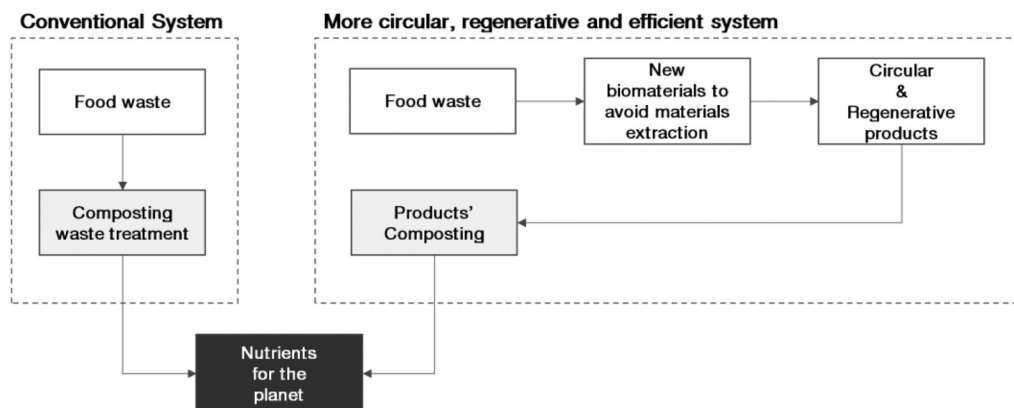 Conventional System
Food waste
Composting
waste treatment
More circular, regenerative and efficient system
Food waste
New
biomaterials to
avoid materials
extraction
Circular
&
Regenerative
products
Products’
Composting
Nutrients
for the
planet